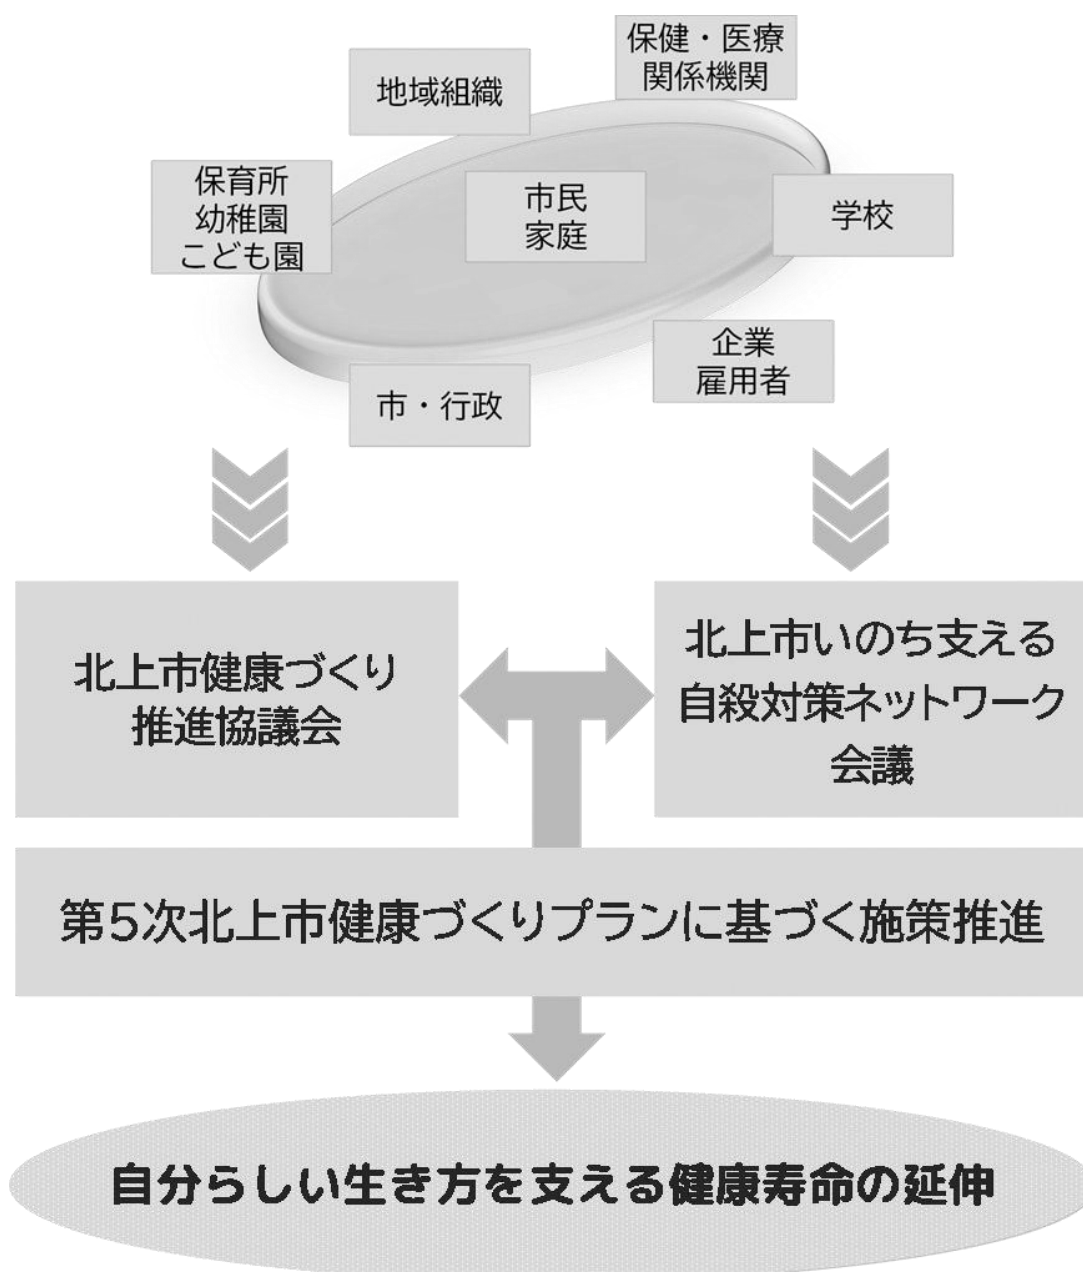 保健・医療
関係機関
地域組織
保育所
幼稚園
こども園
市民
家庭
学校
企業
雇用者
市・行政
北上市健康づくり
推進協議会
北上市いのち支える
自殺対策ネットワーク
会議
第5次北上市健康づくりプランに基づく施策推進
自分らしい生き方を支える健康寿命の延伸